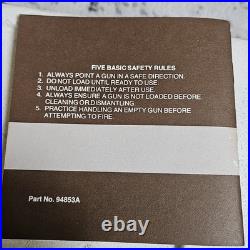 FIVE BASIC SAFETY RULES
1. ALWAYS POINT A GUN IN A SAFE DIRECTION.
2. DO NOT LOAD UNTIL READY TO USE.
3. UNLOAD IMMEDIATELY AFTER USE.
4. ALWAYS ENSURE A GUN IS NOT LOADED BEFORE
CLEANING OR DISMANTLING.
5. PRACTICE HANDLING AN EMPTY GUN BEFORE
ATTEMPTING TO FIRE
Part No. 94853A